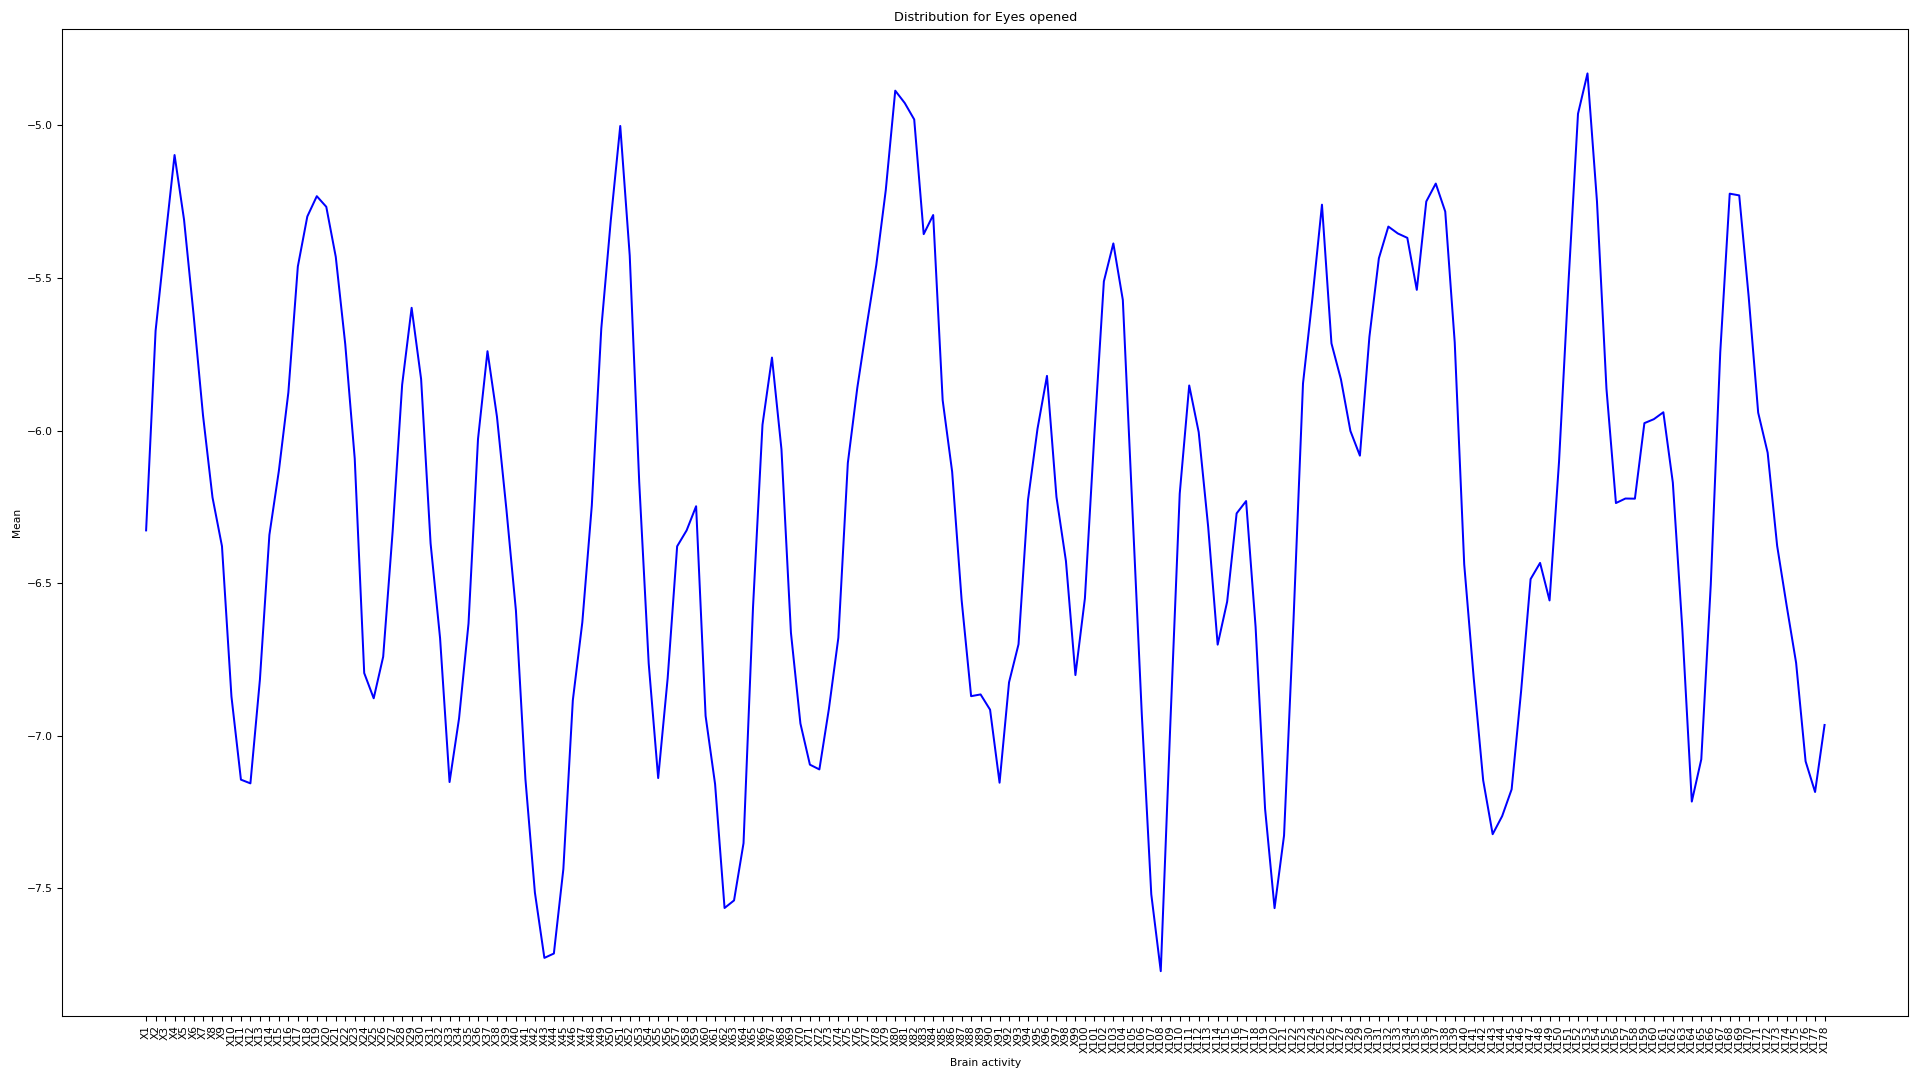 Distribution for Eyes opened
Mean
−5.0
−5.5
−6.0
−6.5
−7.0
−7.5
X1 X2 X3 X4 X5 X6 X7 X8 X9 X10 X11 X12 X13 X14 X15 X16 X17 X18 X19 X20 X21 X22 X23 X24 X25 X26 X27 X28 X29 X30 X31 X32 X33 X34 X35 X36 X37 X38 X39 X40 X41 X42 X43 X44 X45 X46 X47 X48 X49 X50 X51 X52 X53 X54 X55 X56 X57 X58 X59 X60 X61 X62 X63 X64 X65 X66 X67 X68 X69 X70 X71 X72 X73 X74 X75 X76 X77 X78 X79 X80 X81 X82 X83 X84 X85 X86 X87 X88 X89 X90 X91 X92 X93 X94 X95 X96 X97 X98 X99 X100 X101 X102 X103 X104 X105 X106 X107 X108 X109 X110 X111 X112 X113 X114 X115 X116 X117 X118 X119 X120 X121 X122 X123 X124 X125 X126 X127 X128 X129 X130 X131 X132 X133 X134 X135 X136 X137 X138 X139 X140 X141 X142 X143 X144 X145 X146 X147 X148 X149 X150 X151 X152 X153 X154 X155 X156 X157 X158 X159 X160 X161 X162 X163 X164 X165 X166 X167 X168 X169 X170 X171 X172 X173 X174 X175 X176 X177 X178
Brain activity